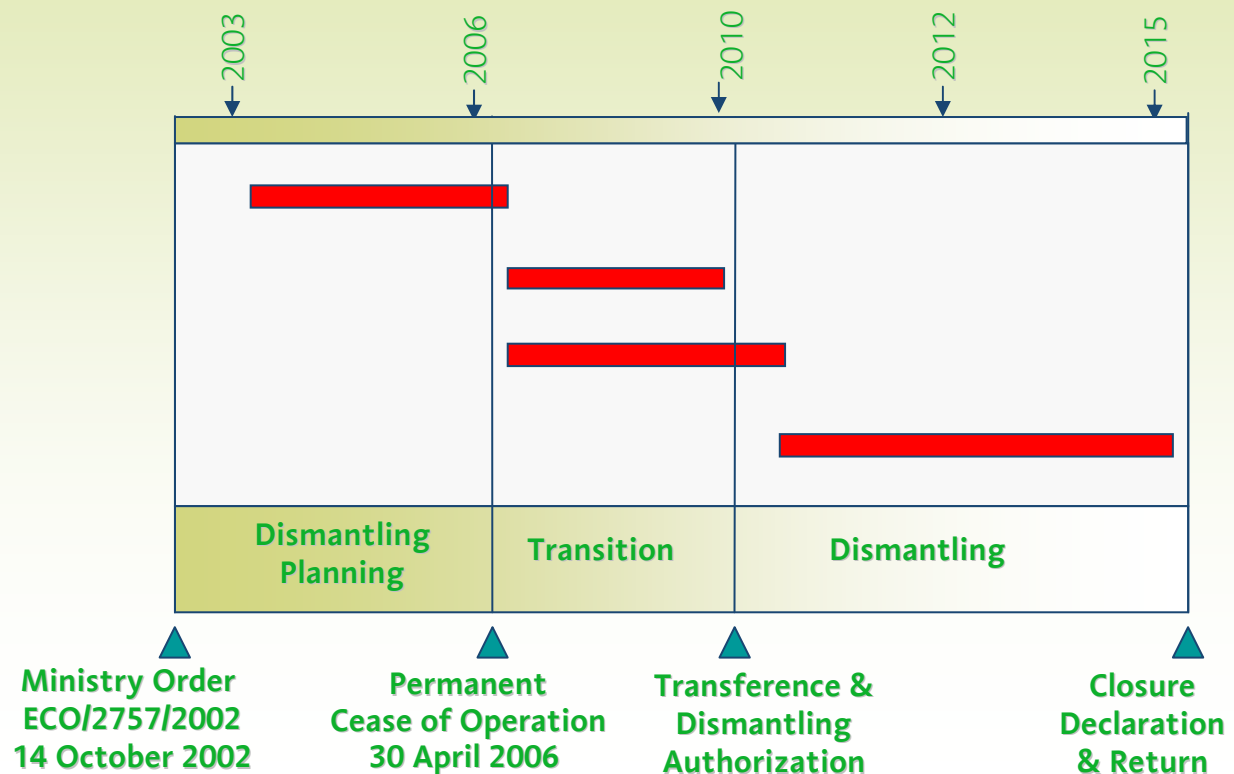 2003
2006
2010
2012
2015
Dismantling
Planning
Transition
Dismantling
Ministry Order
ECO/2757/2002
14 October 2002
Permanent
Cease of Operation
30 April 2006
Transference &
Dismantling
Authorization
Closure
Declaration
& Return